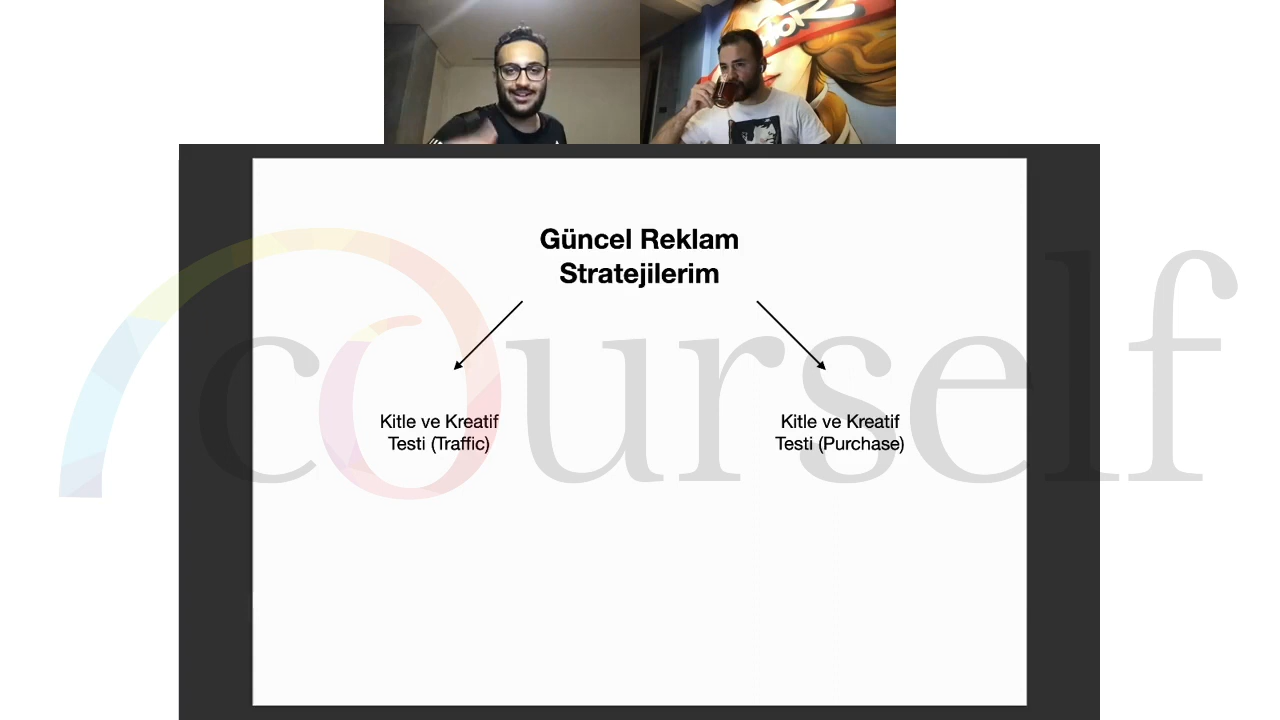 Güncel Reklam
Stratejilerim
Kitle ve Kreatif
Testi (Traffic)
Kitle ve Kreatif
Testi (Purchase)
courself